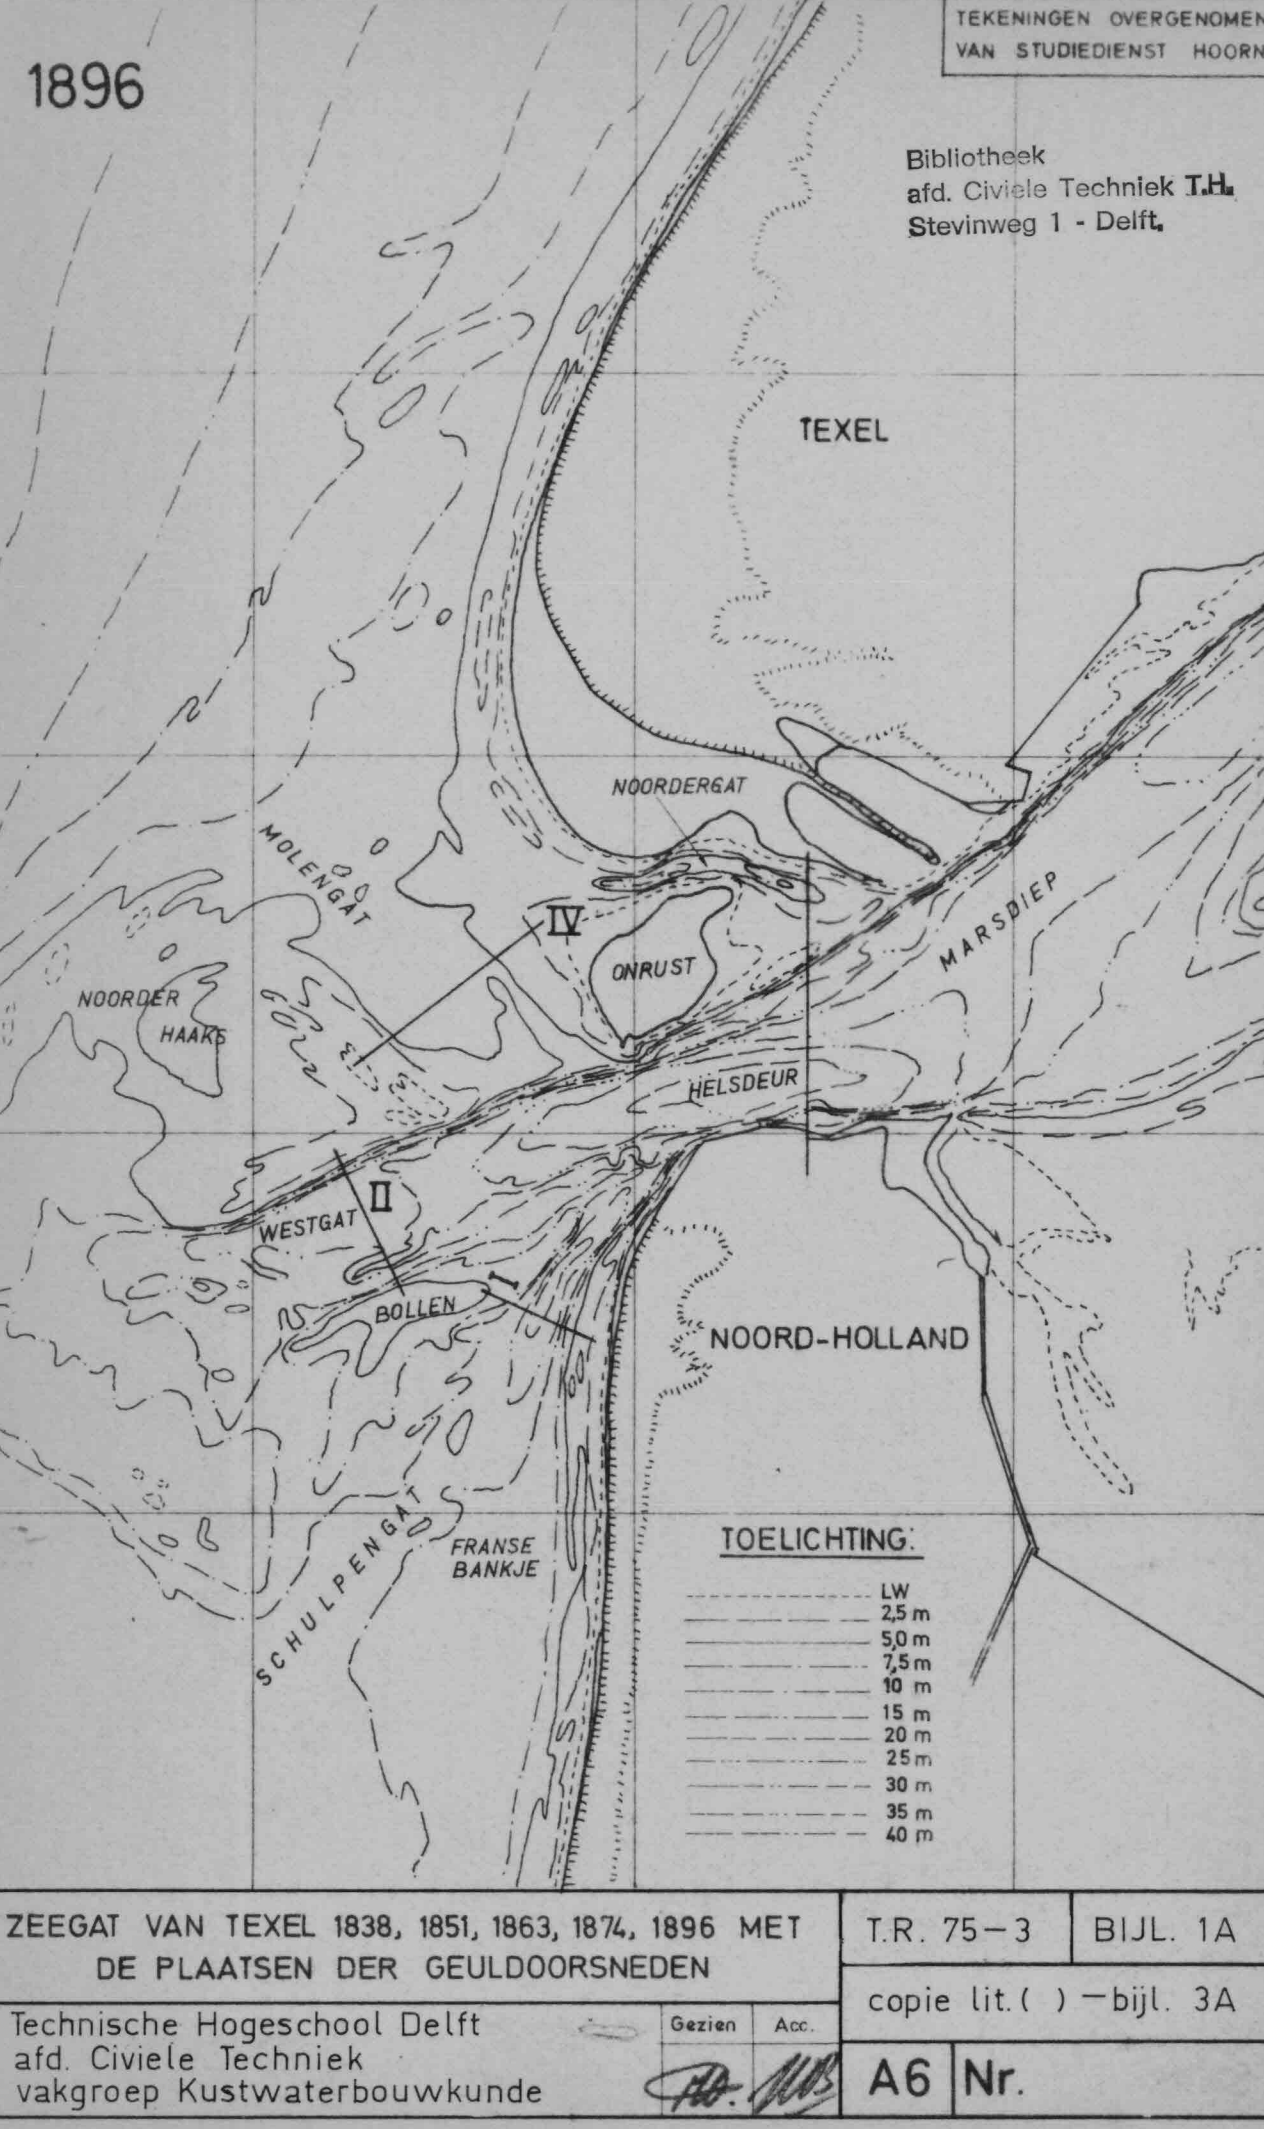 TEKENINGEN OVERGENOMEN
VAN STUDIEDIENST HOORN
1896
Bibliotheek
afd. Civiele Techniek T.H.
Stevinweg 1 - Delft.
TEXEL
NOORDERGAT
MOLENGAT
IV
ONRUST
MARSDIEP
NOORDER
HAAKS
HELSDEUR
II
WESTGAT
I
BOLLEN
NOORD-HOLLAND
SCHULPENGAT
FRANSE
BANKJE
TOELICHTING:
LW
2,5 m
5,0 m
7,5 m
10 m
15 m
20 m
25 m
30 m
35 m
40 m
ZEEGAT VAN TEXEL 1838, 1851, 1863, 1874, 1896 MET
DE PLAATSEN DER GEULDOORSNEDEN
T.R. 75-3
BIJL. 1A
copie lit. ( ) - bijl. 3A
Technische Hogeschool Delft
afd. Civiele Techniek
vakgroep Kustwaterbouwkunde
Gezien
Acc.
A6
Nr.